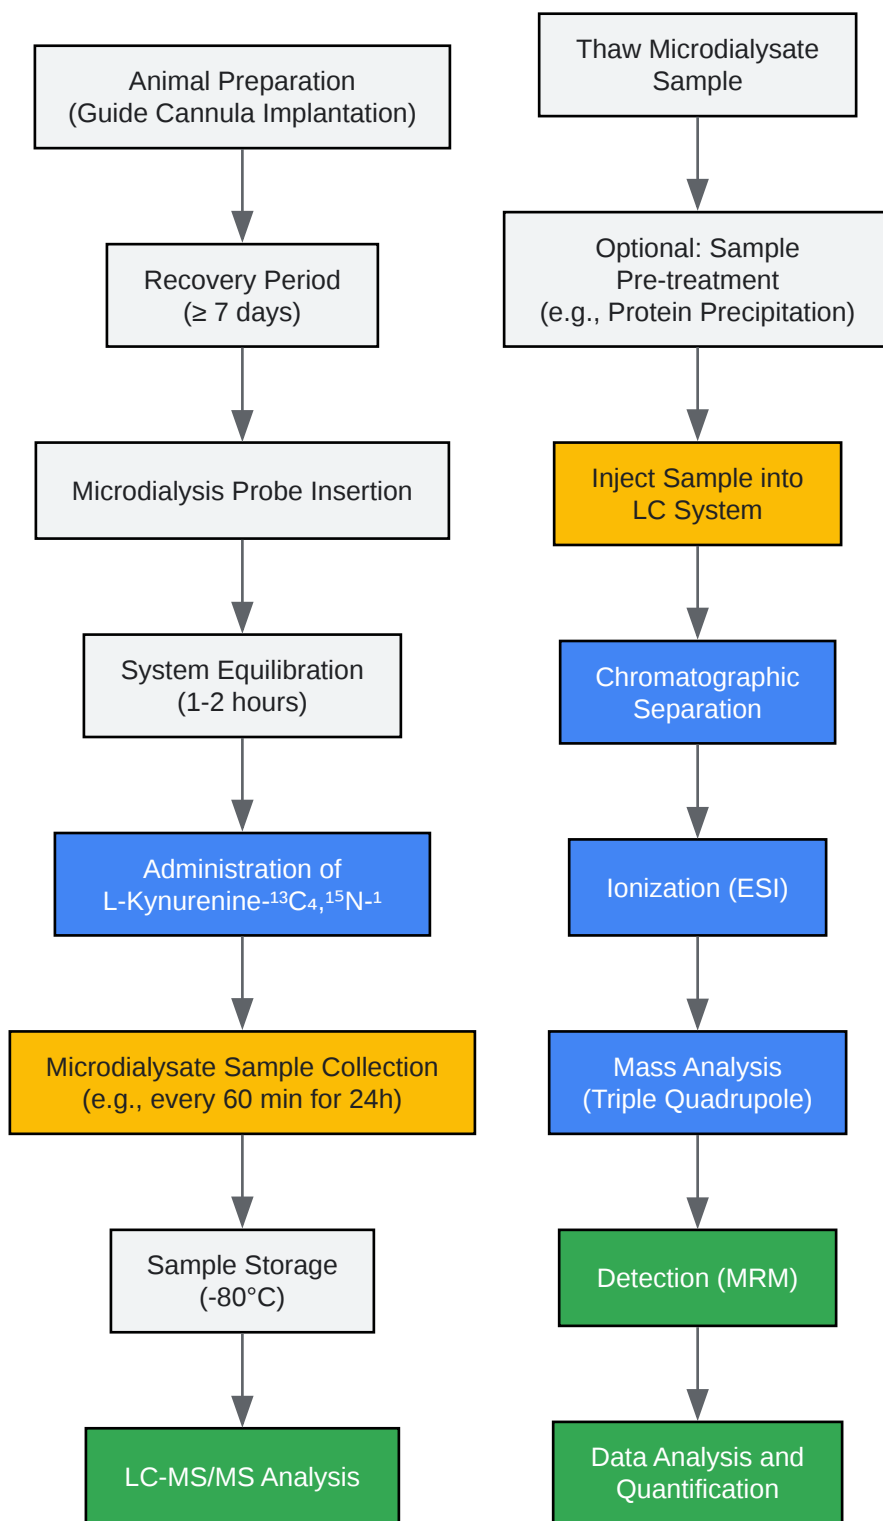 Animal Preparation
(Guide Cannula Implantation)
Recovery Period
(≥ 7 days)
Microdialysis Probe Insertion
System Equilibration
(1-2 hours)
Administration of
L-Kynurenine-¹³C₄,¹⁵N-¹
Microdialysate Sample Collection
(e.g., every 60 min for 24h)
Sample Storage
(-80°C)
LC-MS/MS Analysis
Thaw Microdialysate
Sample
Optional: Sample
Pre-treatment
(e.g., Protein Precipitation)
Inject Sample into
LC System
Chromatographic
Separation
Ionization (ESI)
Mass Analysis
(Triple Quadrupole)
Detection (MRM)
Data Analysis and
Quantification